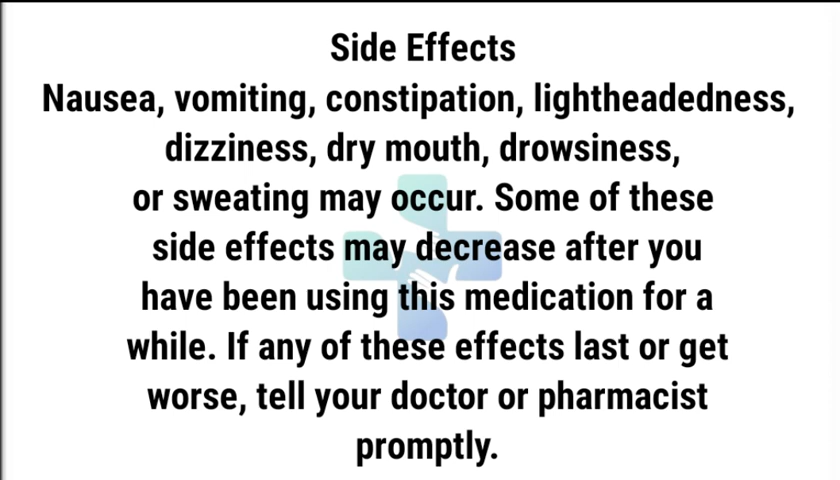 Side Effects
Nausea, vomiting, constipation, lightheadedness,
dizziness, dry mouth, drowsiness,
or sweating may occur. Some of these
side effects may decrease after you
have been using this medication for a
while. If any of these effects last or get
worse, tell your doctor or pharmacist
promptly.